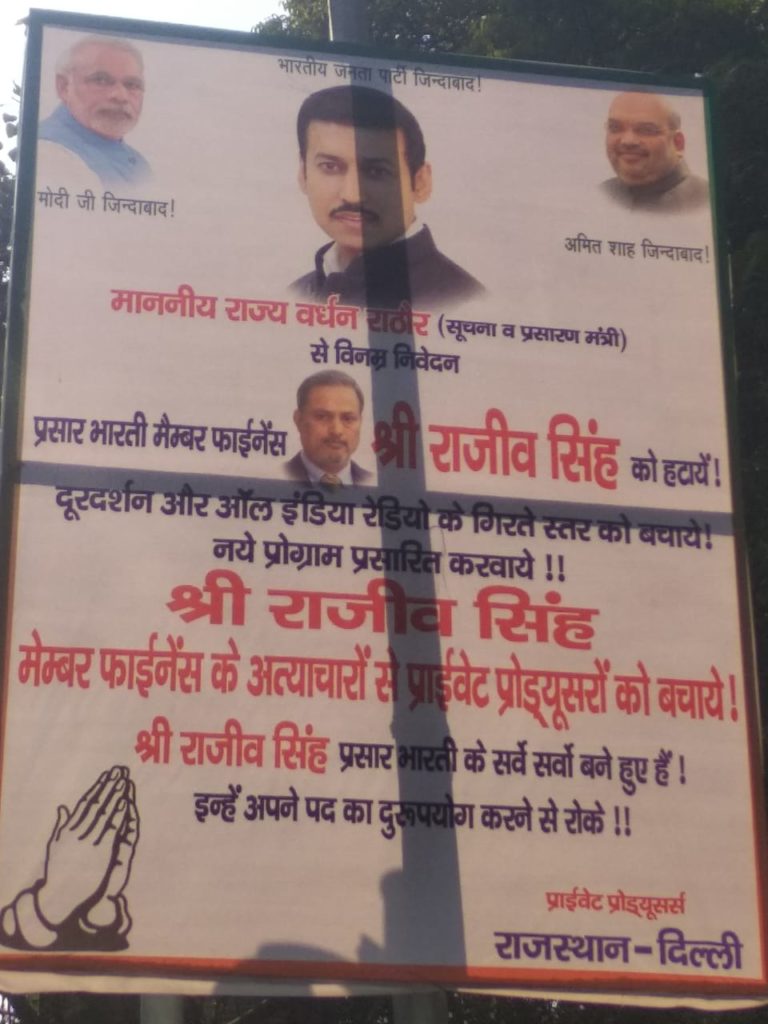 भारतीय जनता पार्टी जिन्दाबाद!
मोदी जी जिन्दाबाद!
अमित शाह जिन्दाबाद!
माननीय राज्य वर्धन राठौर (सूचना व प्रसारण मंत्री)
से विनम्र निवेदन
प्रसार भारती मैम्बर फाईनेंस श्री राजीव सिंह को हटायें!
दूरदर्शन और ऑल इंडिया रेडियो के गिरते स्तर को बचाये!
नये प्रोग्राम प्रसारित करवाये !!
श्री राजीव सिंह
मेम्बर फाईनेंस के अत्याचारों से प्राईवेट प्रोड्यूसरों को बचाये!
श्री राजीव सिंह प्रसार भारती के सर्वे सर्वो बने हुए हैं !
इन्हें अपने पद का दुरूपयोग करने से रोके !!
प्राईवेट प्रोड्यूसर्स
राजस्थान-दिल्ली